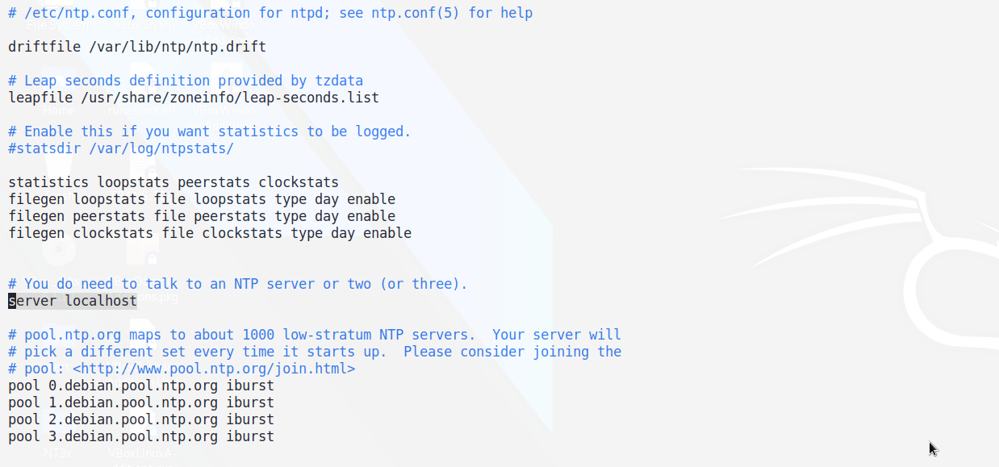 # /etc/ntp.conf, configuration for ntpd; see ntp.conf(5) for help
driftfile /var/lib/ntp/ntp.drift
# Leap seconds definition provided by tzdata
leapfile /usr/share/zoneinfo/leap-seconds.list
# Enable this if you want statistics to be logged.
#statsdir /var/log/ntpstats/
statistics loopstats peerstats clockstats
filegen loopstats file loopstats type day enable
filegen peerstats file peerstats type day enable
filegen clockstats file clockstats type day enable
# You do need to talk to an NTP server or two (or three).
server localhost
# pool.ntp.org maps to about 1000 low-stratum NTP servers.  Your server will
# pick a different set every time it starts up.  Please consider joining the
# pool: <http://www.pool.ntp.org/join.html>
pool 0.debian.pool.ntp.org iburst
pool 1.debian.pool.ntp.org iburst
pool 2.debian.pool.ntp.org iburst
pool 3.debian.pool.ntp.org iburst
File System
Home
NT3x VBoxLinuxA-